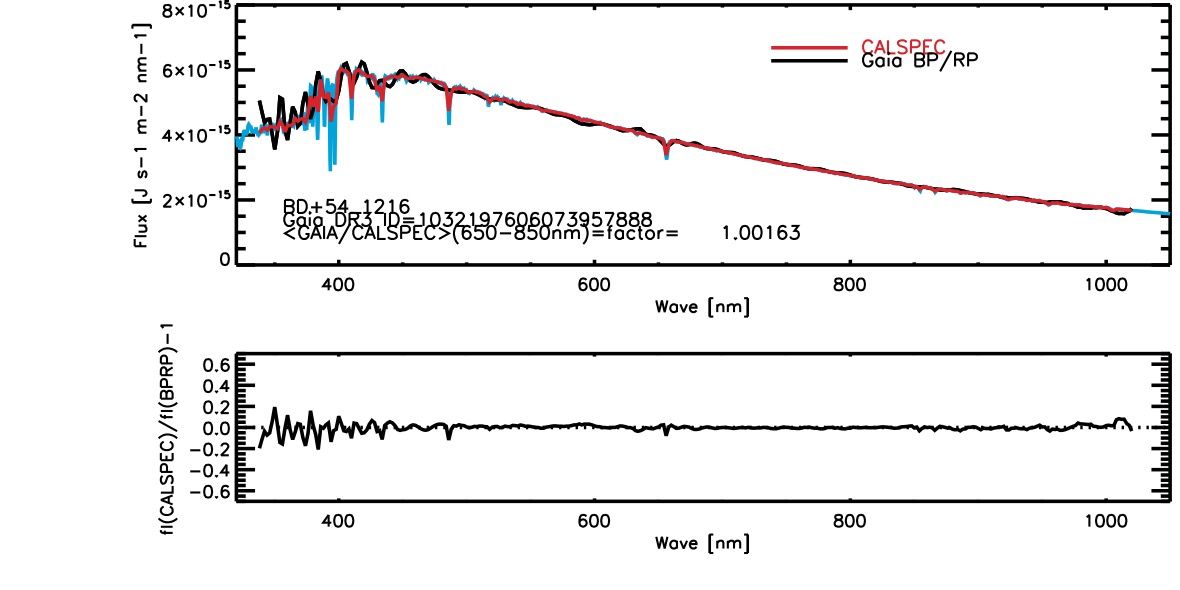 8×10⁻¹⁵
6×10⁻¹⁵
4×10⁻¹⁵
2×10⁻¹⁵
0
Flux [J s−1 m−2 nm−1]
CALSPEC
Gaia BP/RP
BD+54_1216
Gaia DR3 ID=1032197606073957888
<GAIA/CALSPEC>(650−850nm)=factor= 1.00163
400 600 800 1000
Wave [nm]
fl(CALSPEC)/fl(BPRP)−1
0.6
0.4
0.2
0.0
−0.2
−0.4
−0.6
400 600 800 1000
Wave [nm]